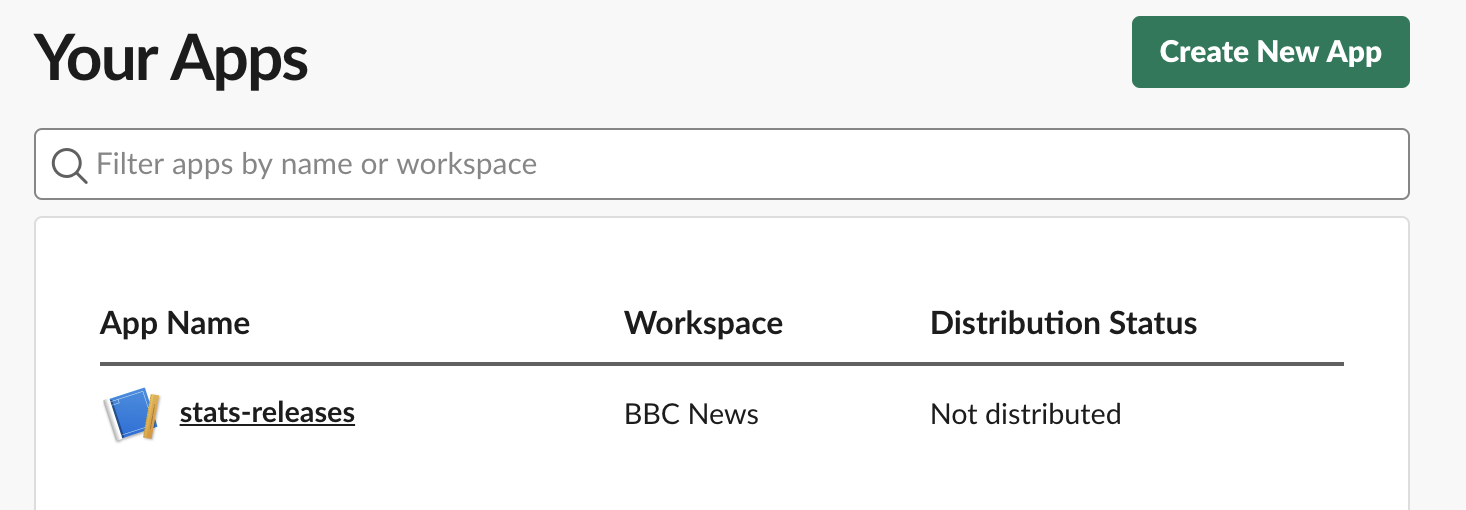 Your Apps
Create New App
Filter apps by name or workspace
App Name Workspace Distribution Status
stats-releases BBC News Not distributed